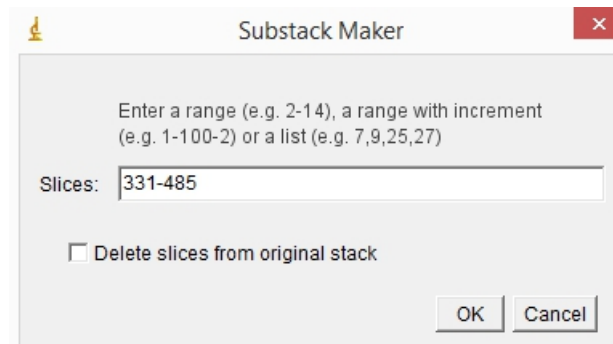 Substack Maker
Enter a range (e.g. 2-14), a range with increment
(e.g. 1-100-2) or a list (e.g. 7,9,25,27)
Slices: 331-485
Delete slices from original stack
OK Cancel